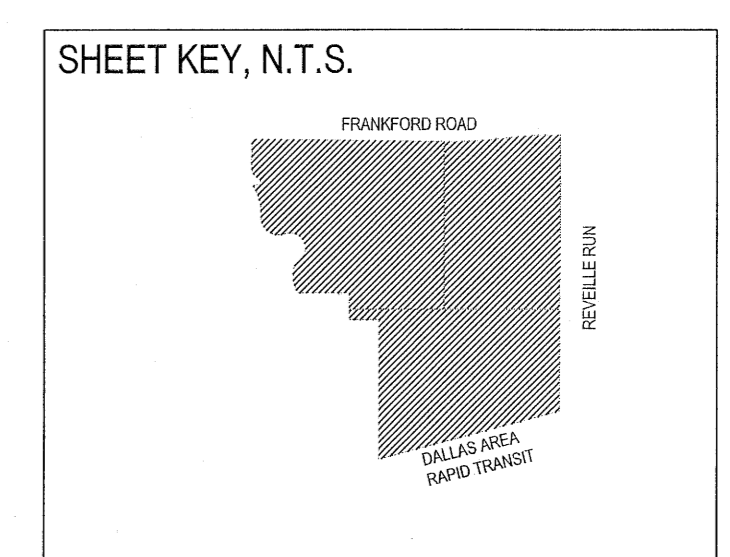 SHEET KEY, N.T.S.
FRANKFORD ROAD
REVEILLE RUN
DALLAS AREA
RAPID TRANSIT